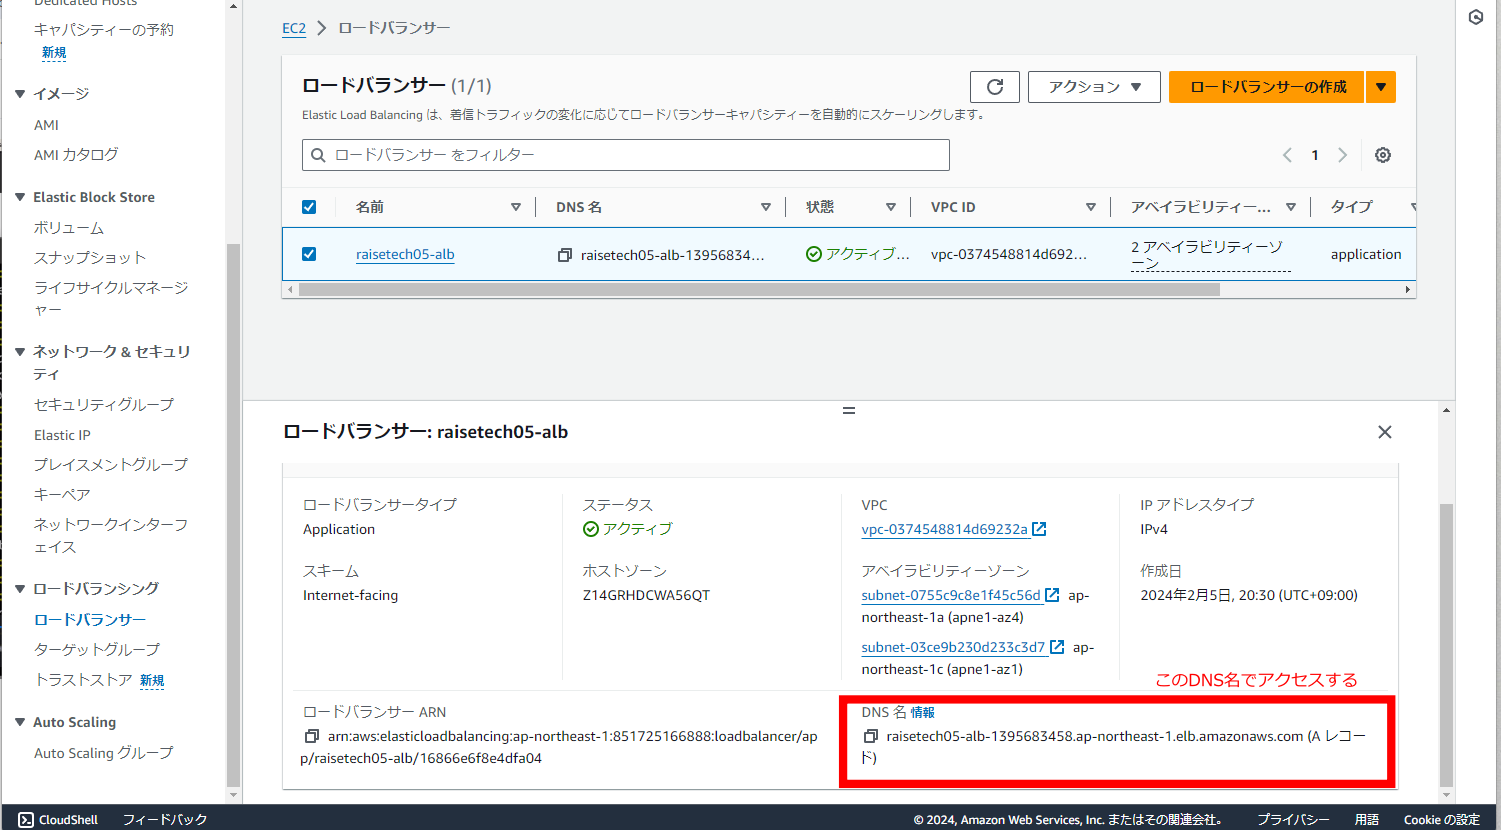 Dedicated Hosts
キャパシティーの予約
新規
イメージ
AMI
AMI カタログ
Elastic Block Store
ボリューム
スナップショット
ライフサイクルマネージ
ャー
ネットワーク & セキュリ
ティ
セキュリティグループ
Elastic IP
プレイスメントグループ
キーペア
ネットワークインターフ
ェイス
ロードバランシング
ロードバランサー
ターゲットグループ
トラストストア 新規
Auto Scaling
Auto Scaling グループ
EC2 > ロードバランサー
ロードバランサー (1/1)
アクション
ロードバランサーの作成
Elastic Load Balancing は、着信トラフィックの変化に応じてロードバランサーキャパシティーを自動的にスケーリングします。
ロードバランサー をフィルター
1
名前 DNS 名 状態 VPC ID アベイラビリティー... タイプ
raisetech05-alb raisetech05-alb-13956834... アクティブ... vpc-0374548814d692... 2 アベイラビリティーゾ
ーン
application
ロードバランサー: raisetech05-alb
ロードバランサータイプ
Application
ステータス
アクティブ
VPC
vpc-0374548814d69232a
IP アドレスタイプ
IPv4
スキーム
Internet-facing
ホストゾーン
Z14GRHDCWA56QT
アベイラビリティーゾーン
subnet-0755c9c8e1f45c56d ap-
northeast-1a (apne1-az4)
subnet-03ce9b230d233c3d7 ap-
northeast-1c (apne1-az1)
作成日
2024年2月5日, 20:30 (UTC+09:00)
このDNS名でアクセスする
ロードバランサー ARN
arn:aws:elasticloadbalancing:ap-northeast-1:851725166888:loadbalancer/ap
p/raisetech05-alb/16866e6f8e4dfa04
DNS 名 情報
raisetech05-alb-1395683458.ap-northeast-1.elb.amazonaws.com (A レコー
ド)
CloudShell フィードバック © 2024, Amazon Web Services, Inc. またはその関連会社。 プライバシー 用語 Cookie の設定